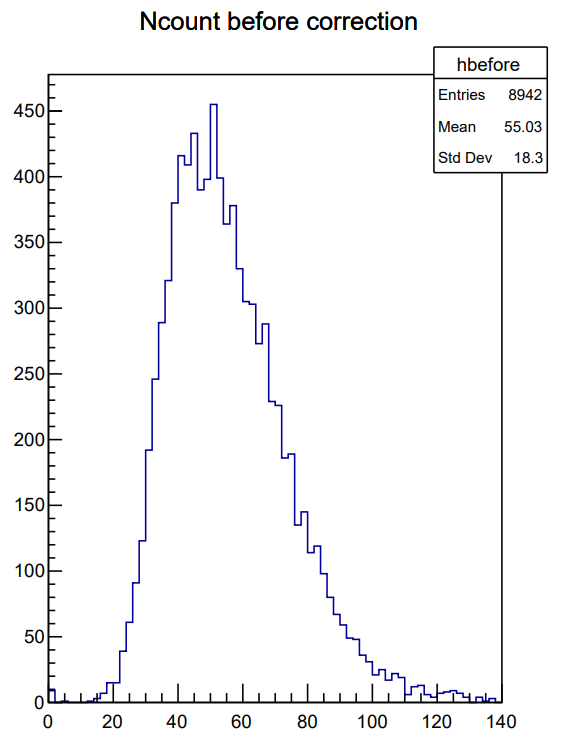 Ncount before correction
hbefore
Entries 8942
Mean 55.03
Std Dev 18.3
450
400
350
300
250
200
150
100
50
0
0 20 40 60 80 100 120 140